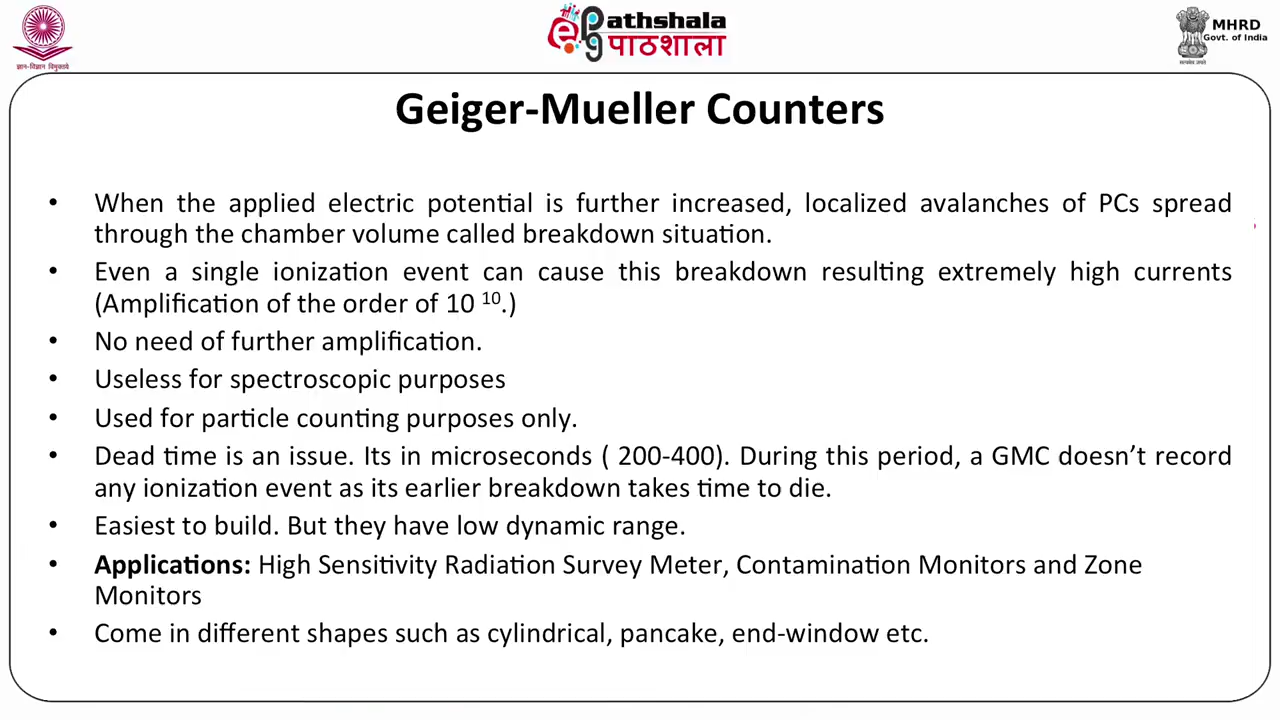 ज्ञान-विज्ञान विमुक्तये
ePathshala
पाठशाला
MHRD
Govt. of India
सत्यमेव जयते
Geiger-Mueller Counters
• When the applied electric potential is further increased, localized avalanches of PCs spread
through the chamber volume called breakdown situation.
• Even a single ionization event can cause this breakdown resulting extremely high currents
(Amplification of the order of 10 ¹⁰.)
• No need of further amplification.
• Useless for spectroscopic purposes
• Used for particle counting purposes only.
• Dead time is an issue. Its in microseconds ( 200-400). During this period, a GMC doesn’t record
any ionization event as its earlier breakdown takes time to die.
• Easiest to build. But they have low dynamic range.
• Applications: High Sensitivity Radiation Survey Meter, Contamination Monitors and Zone
Monitors
• Come in different shapes such as cylindrical, pancake, end-window etc.